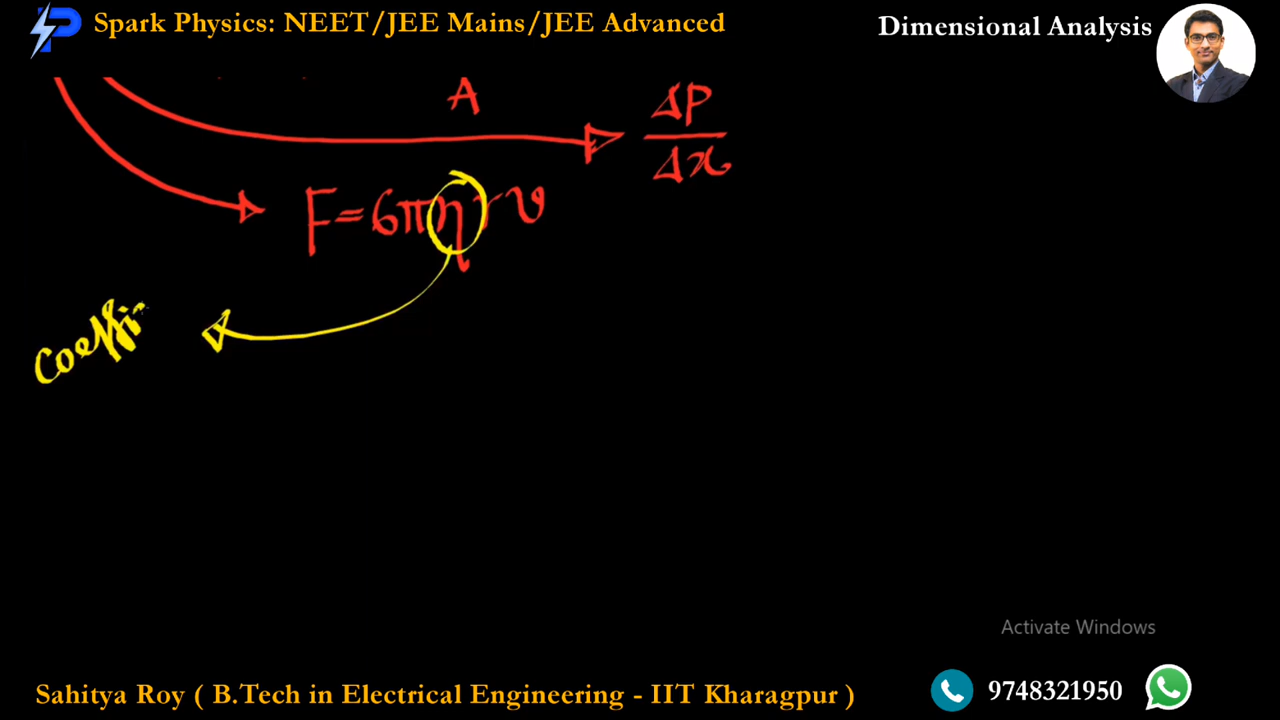 Spark Physics: NEET/JEE Mains/JEE Advanced
Dimensional Analysis
A
ΔP
Δx
F=6πηrv
Coeffi
Activate Windows
Sahitya Roy ( B.Tech in Electrical Engineering - IIT Kharagpur )
9748321950